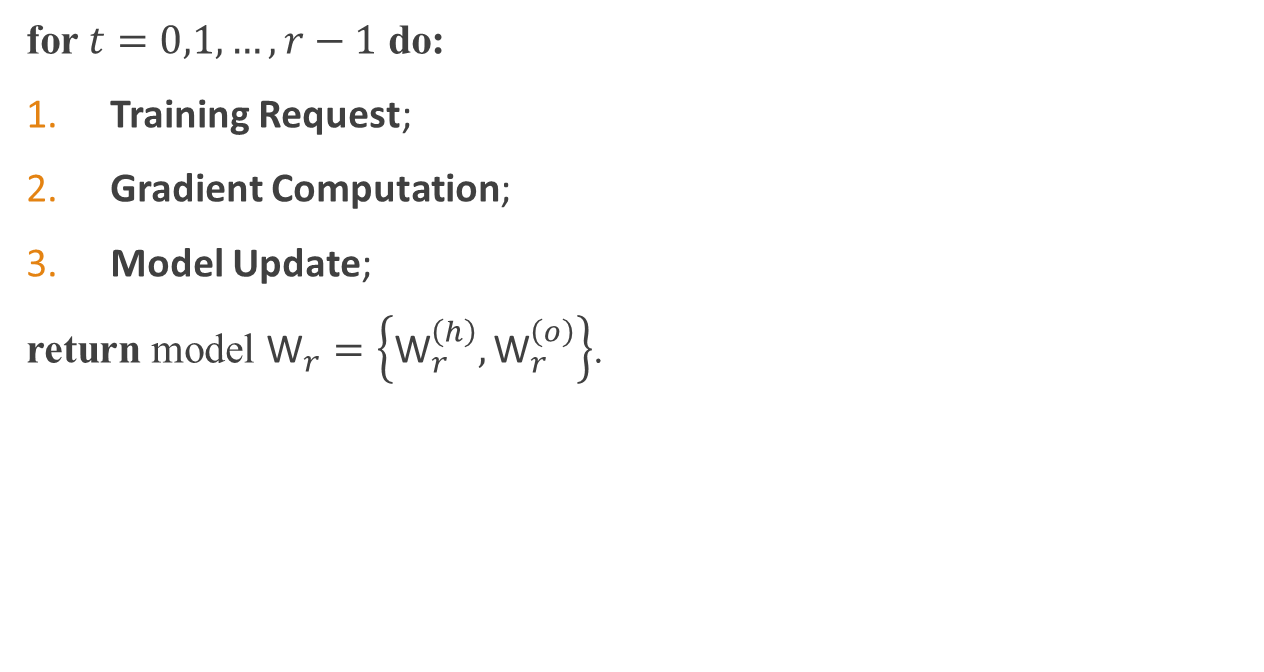 for t = 0,1, … , r − 1 do:
1. Training Request;
2. Gradient Computation;
3. Model Update;
return model W_r = {W_r^(h), W_r^(o)}.